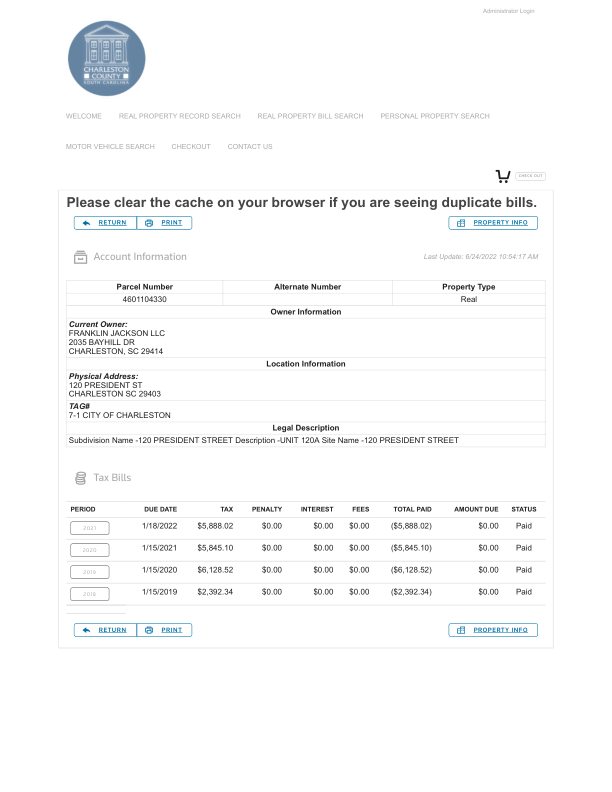 Administrator Login
CHARLESTON
COUNTY
SOUTH CAROLINA
WELCOME REAL PROPERTY RECORD SEARCH REAL PROPERTY BILL SEARCH PERSONAL PROPERTY SEARCH
MOTOR VEHICLE SEARCH CHECKOUT CONTACT US
CHECK OUT
Please clear the cache on your browser if you are seeing duplicate bills.
RETURN PRINT PROPERTY INFO
Account Information Last Update: 6/24/2022 10:54:17 AM
Parcel Number Alternate Number Property Type
4601104330 Real
Owner Information
Current Owner:
FRANKLIN JACKSON LLC
2035 BAYHILL DR
CHARLESTON, SC 29414
Location Information
Physical Address:
120 PRESIDENT ST
CHARLESTON SC 29403
TAG#
7-1 CITY OF CHARLESTON
Legal Description
Subdivision Name -120 PRESIDENT STREET Description -UNIT 120A Site Name -120 PRESIDENT STREET
Tax Bills
PERIOD DUE DATE TAX PENALTY INTEREST FEES TOTAL PAID AMOUNT DUE STATUS
2021 1/18/2022 $5,888.02 $0.00 $0.00 $0.00 ($5,888.02) $0.00 Paid
2020 1/15/2021 $5,845.10 $0.00 $0.00 $0.00 ($5,845.10) $0.00 Paid
2019 1/15/2020 $6,128.52 $0.00 $0.00 $0.00 ($6,128.52) $0.00 Paid
2018 1/15/2019 $2,392.34 $0.00 $0.00 $0.00 ($2,392.34) $0.00 Paid
RETURN PRINT PROPERTY INFO